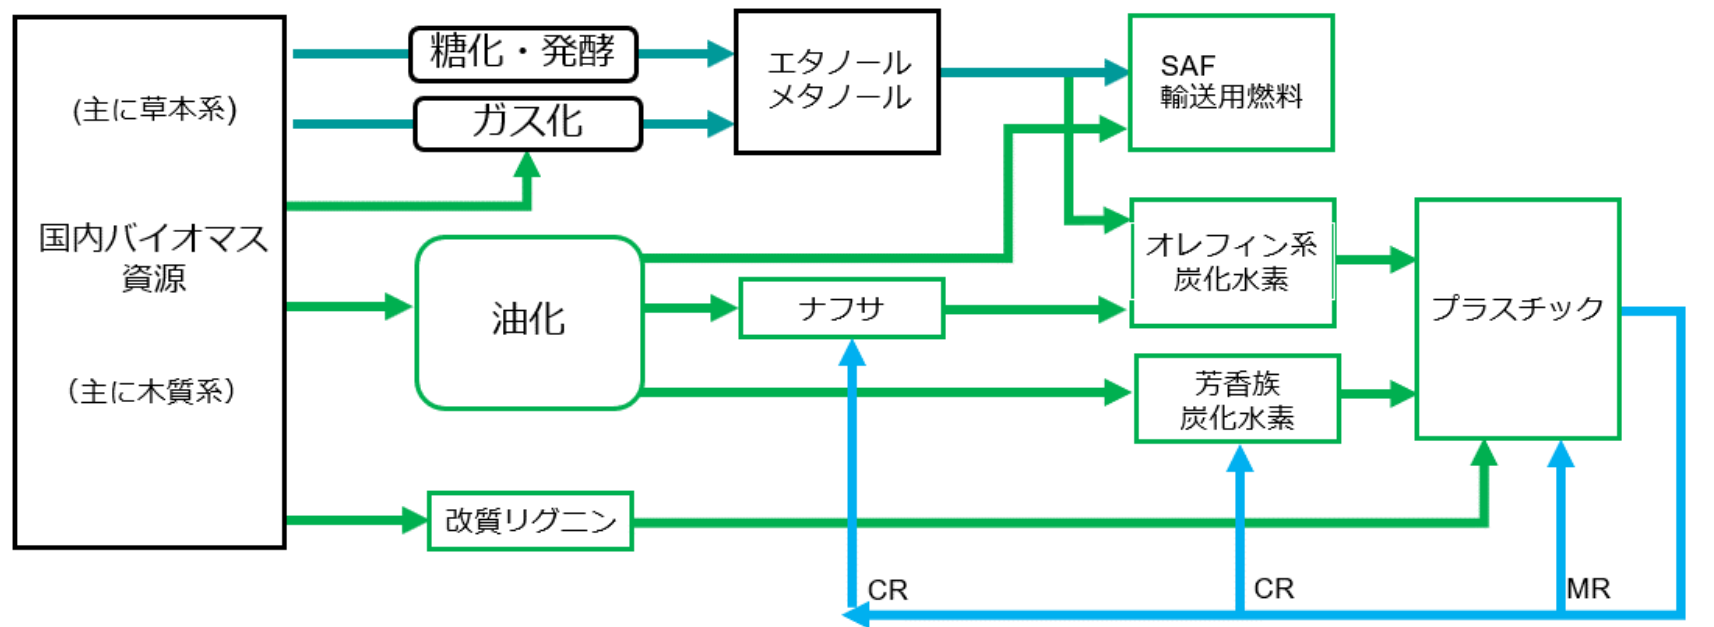 (主に草本系)
国内バイオマス
資源
（主に木質系）
糖化・発酵
ガス化
エタノール
メタノール
SAF
輸送用燃料
油化
ナフサ
オレフィン系
炭化水素
芳香族
炭化水素
プラスチック
改質リグニン
CR
CR
MR